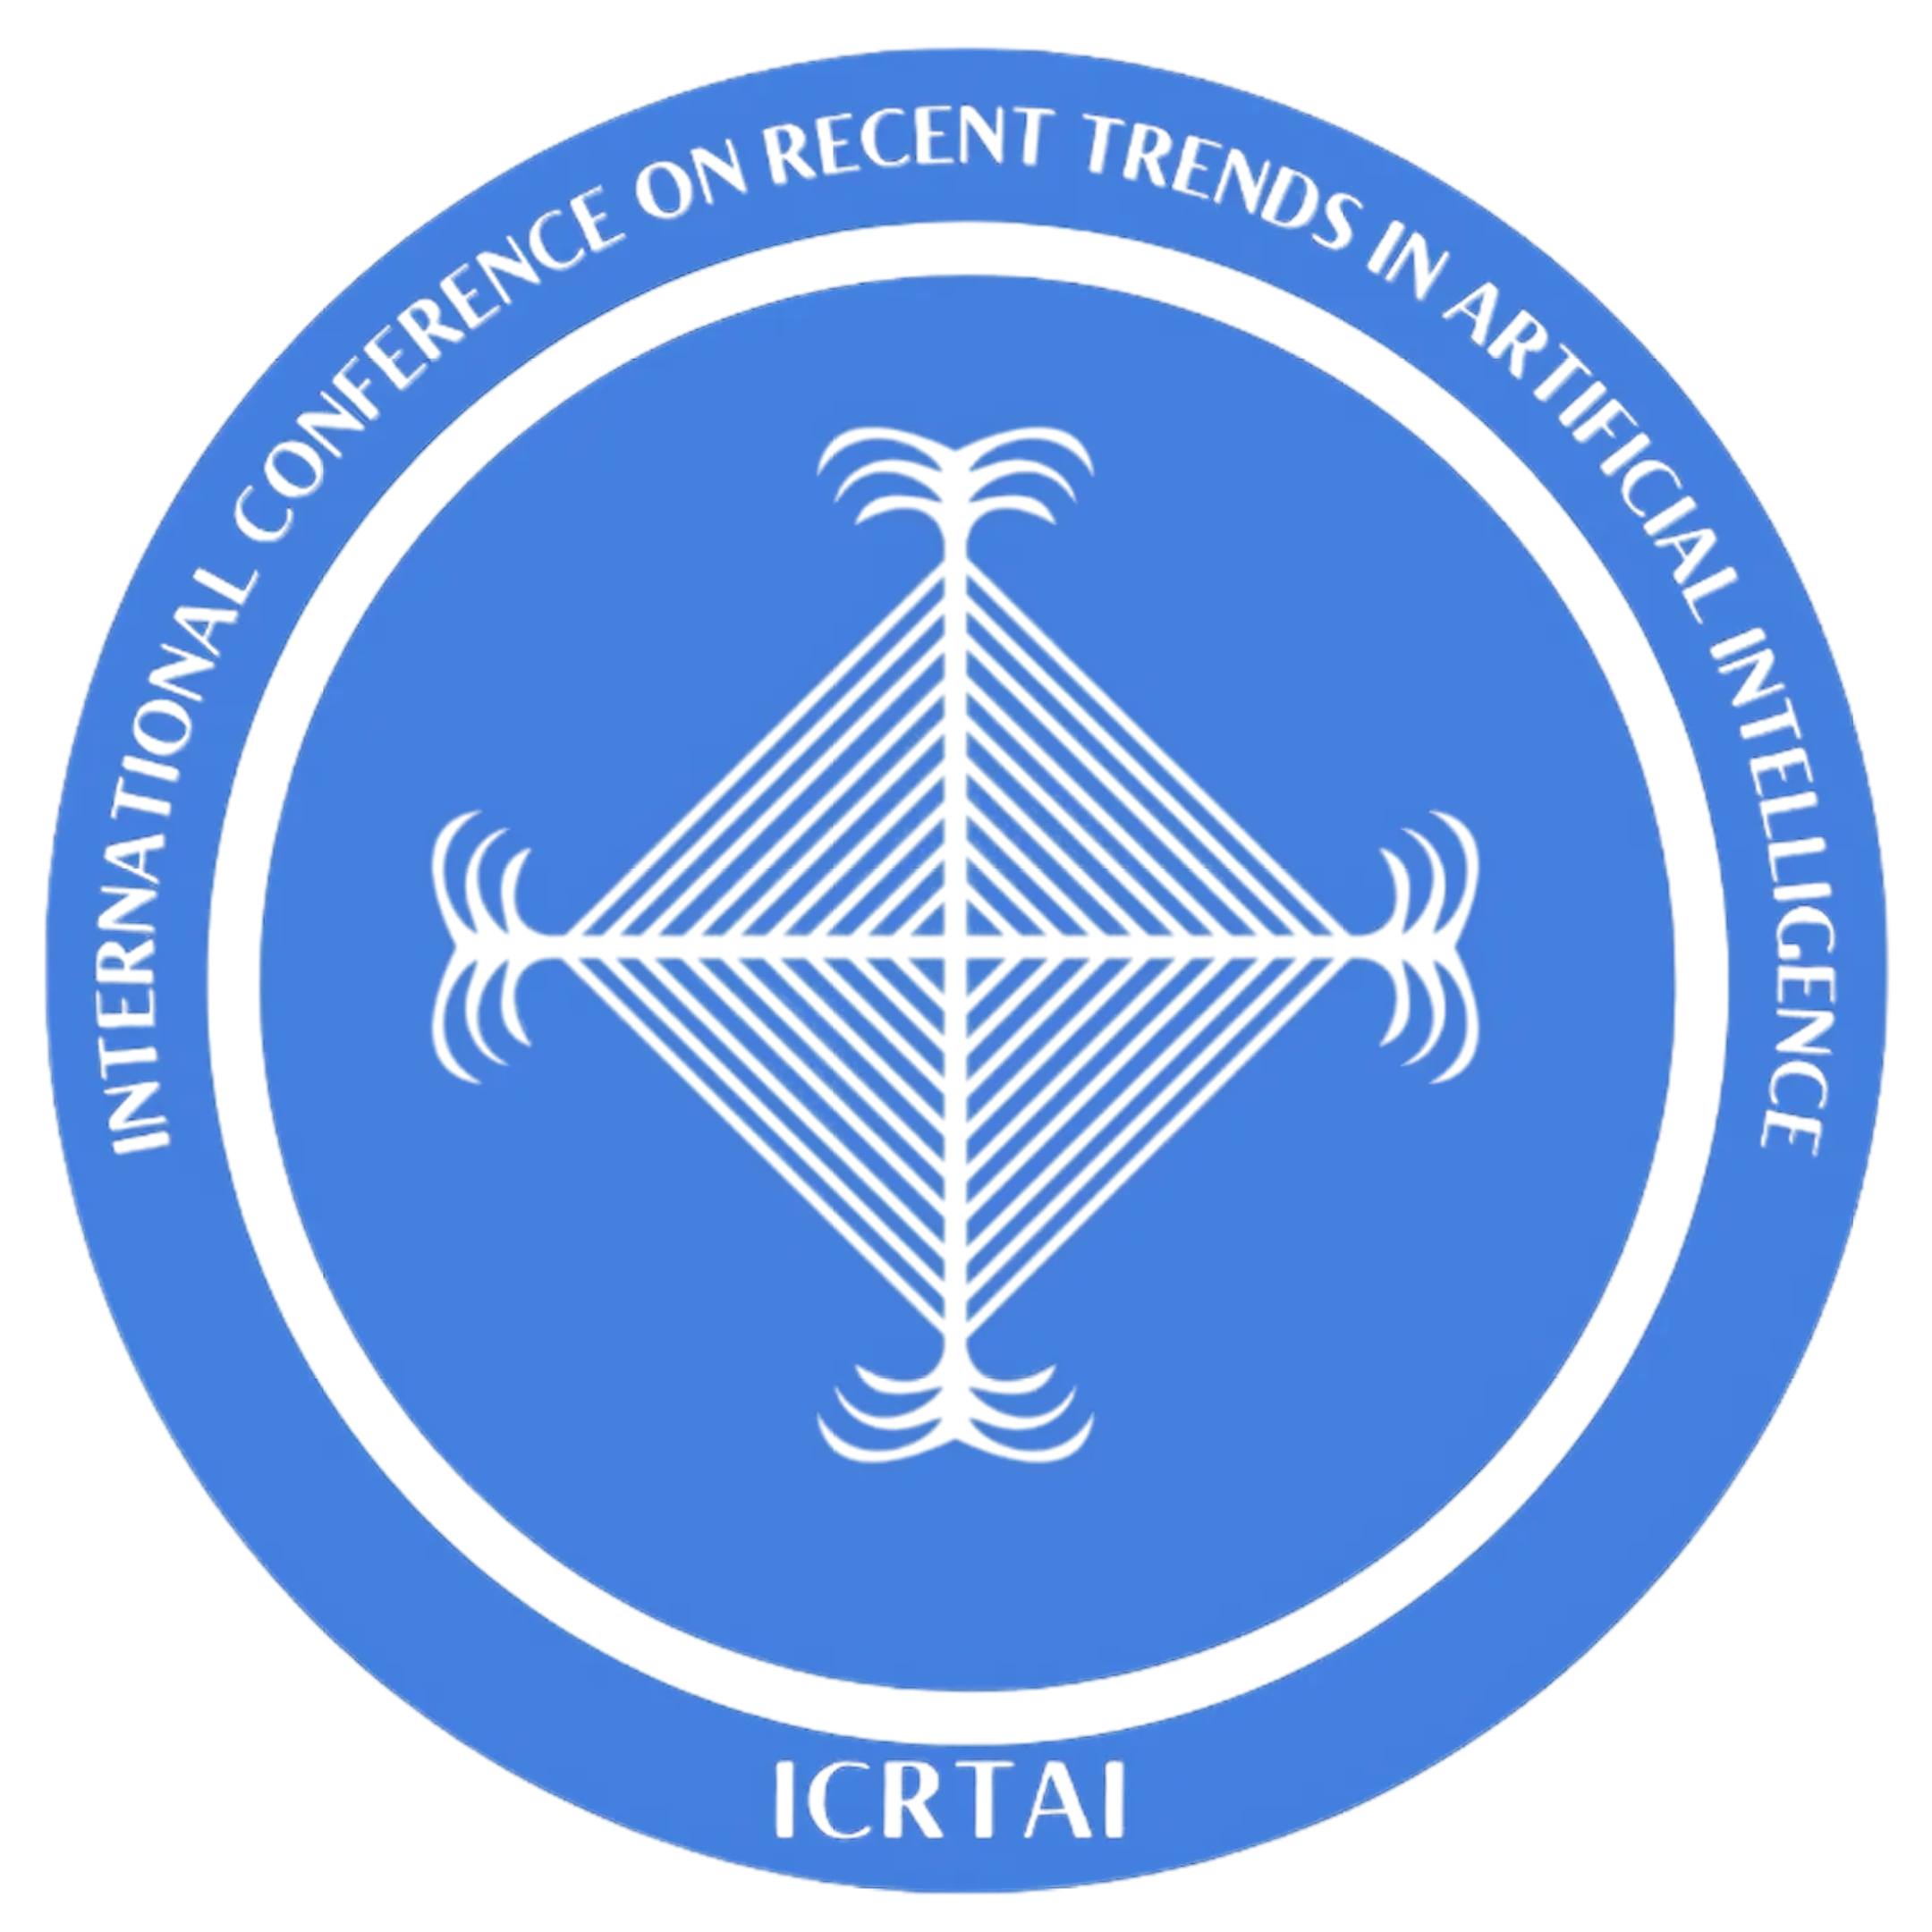 INTERNATIONAL CONFERENCE ON RECENT TRENDS IN ARTIFICIAL INTELLIGENCE
ICRTAI